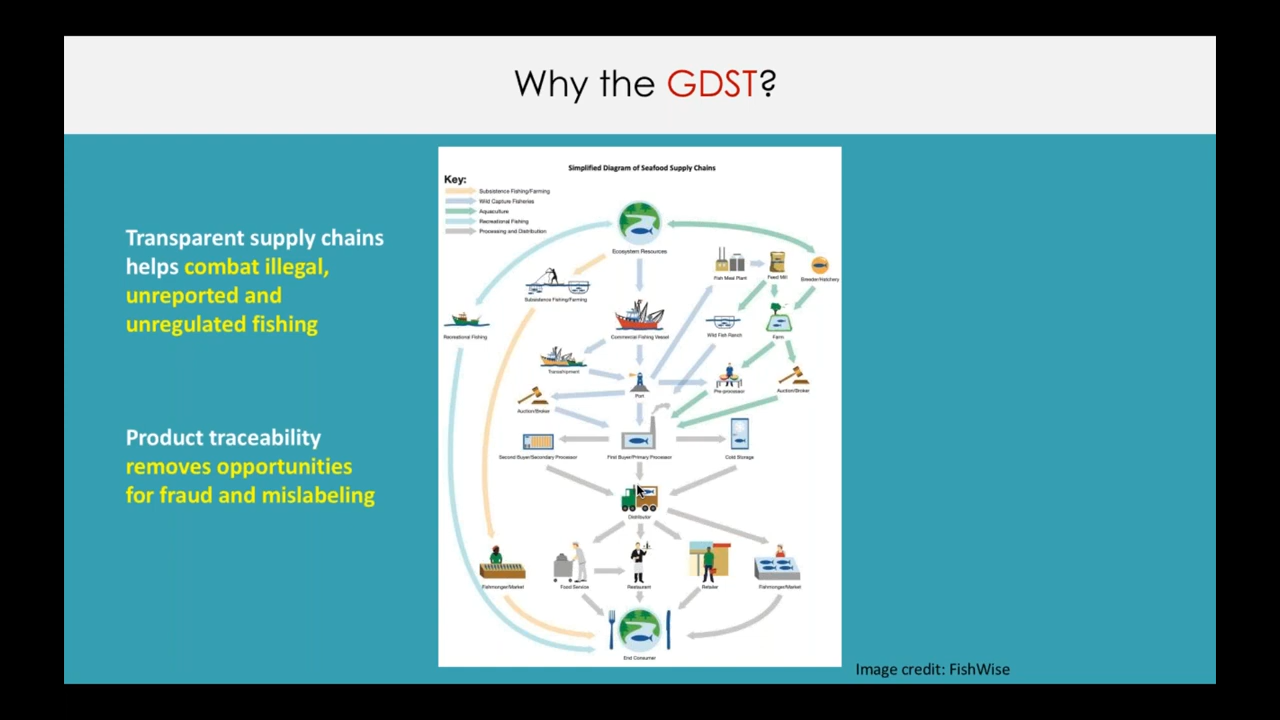 Why the GDST?
Transparent supply chains
helps combat illegal,
unreported and
unregulated fishing
Product traceability
removes opportunities
for fraud and mislabeling
Simplified Diagram of Seafood Supply Chains
Key:
Subsistence Fishing/Farming
Wild Capture Fisheries
Aquaculture
Recreational Fishing
Processing and Distribution
Ecosystem Resources
Fish Meal Plant
Feed Mill
Breeder/Hatchery
Subsistence Fishing/Farming
Recreational Fishing
Commercial Fishing Vessel
Wild Fish Ranch
Farm
Transshipment
Port
Pre-processor
Auction/Broker
Auction/Broker
Second Buyer/Secondary Processor
First Buyer/Primary Processor
Cold Storage
Distributor
Fishmonger/Market
Food Service
Restaurant
Retailer
Fishmonger/Market
End Consumer
Image credit: FishWise